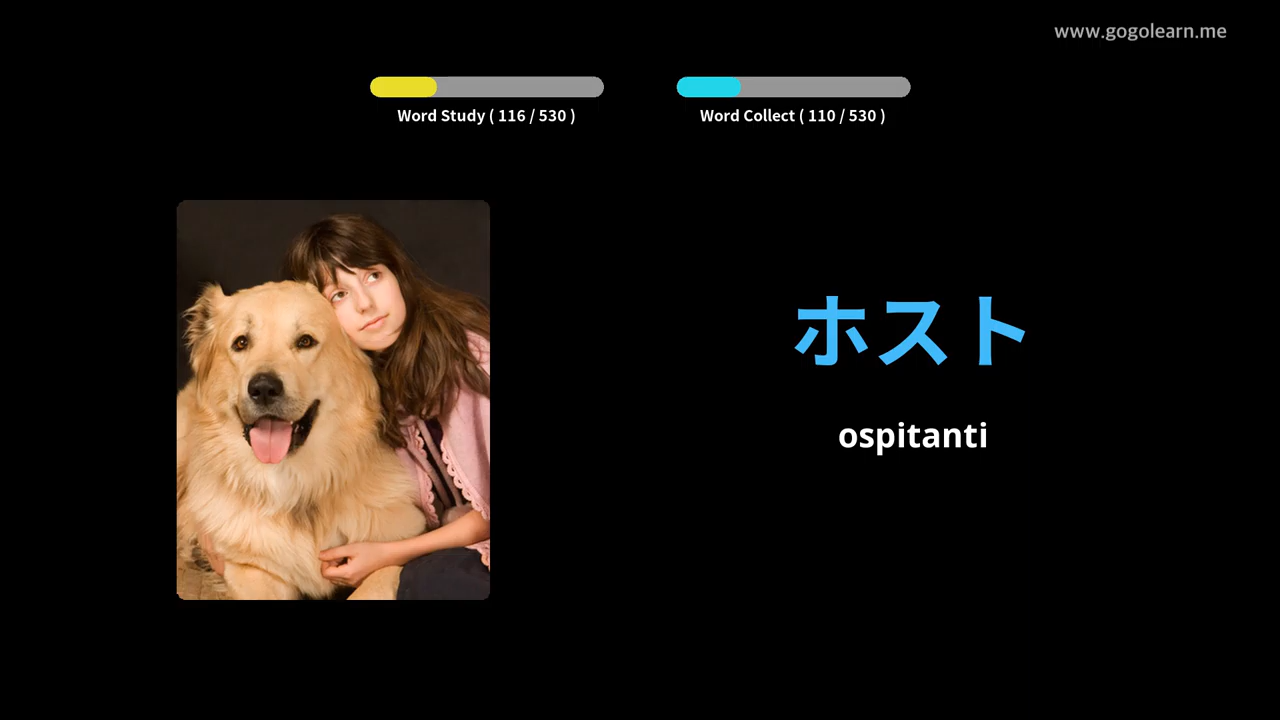 www.gogolearn.me
Word Study ( 116 / 530 )
Word Collect ( 110 / 530 )
ホスト
ospitanti